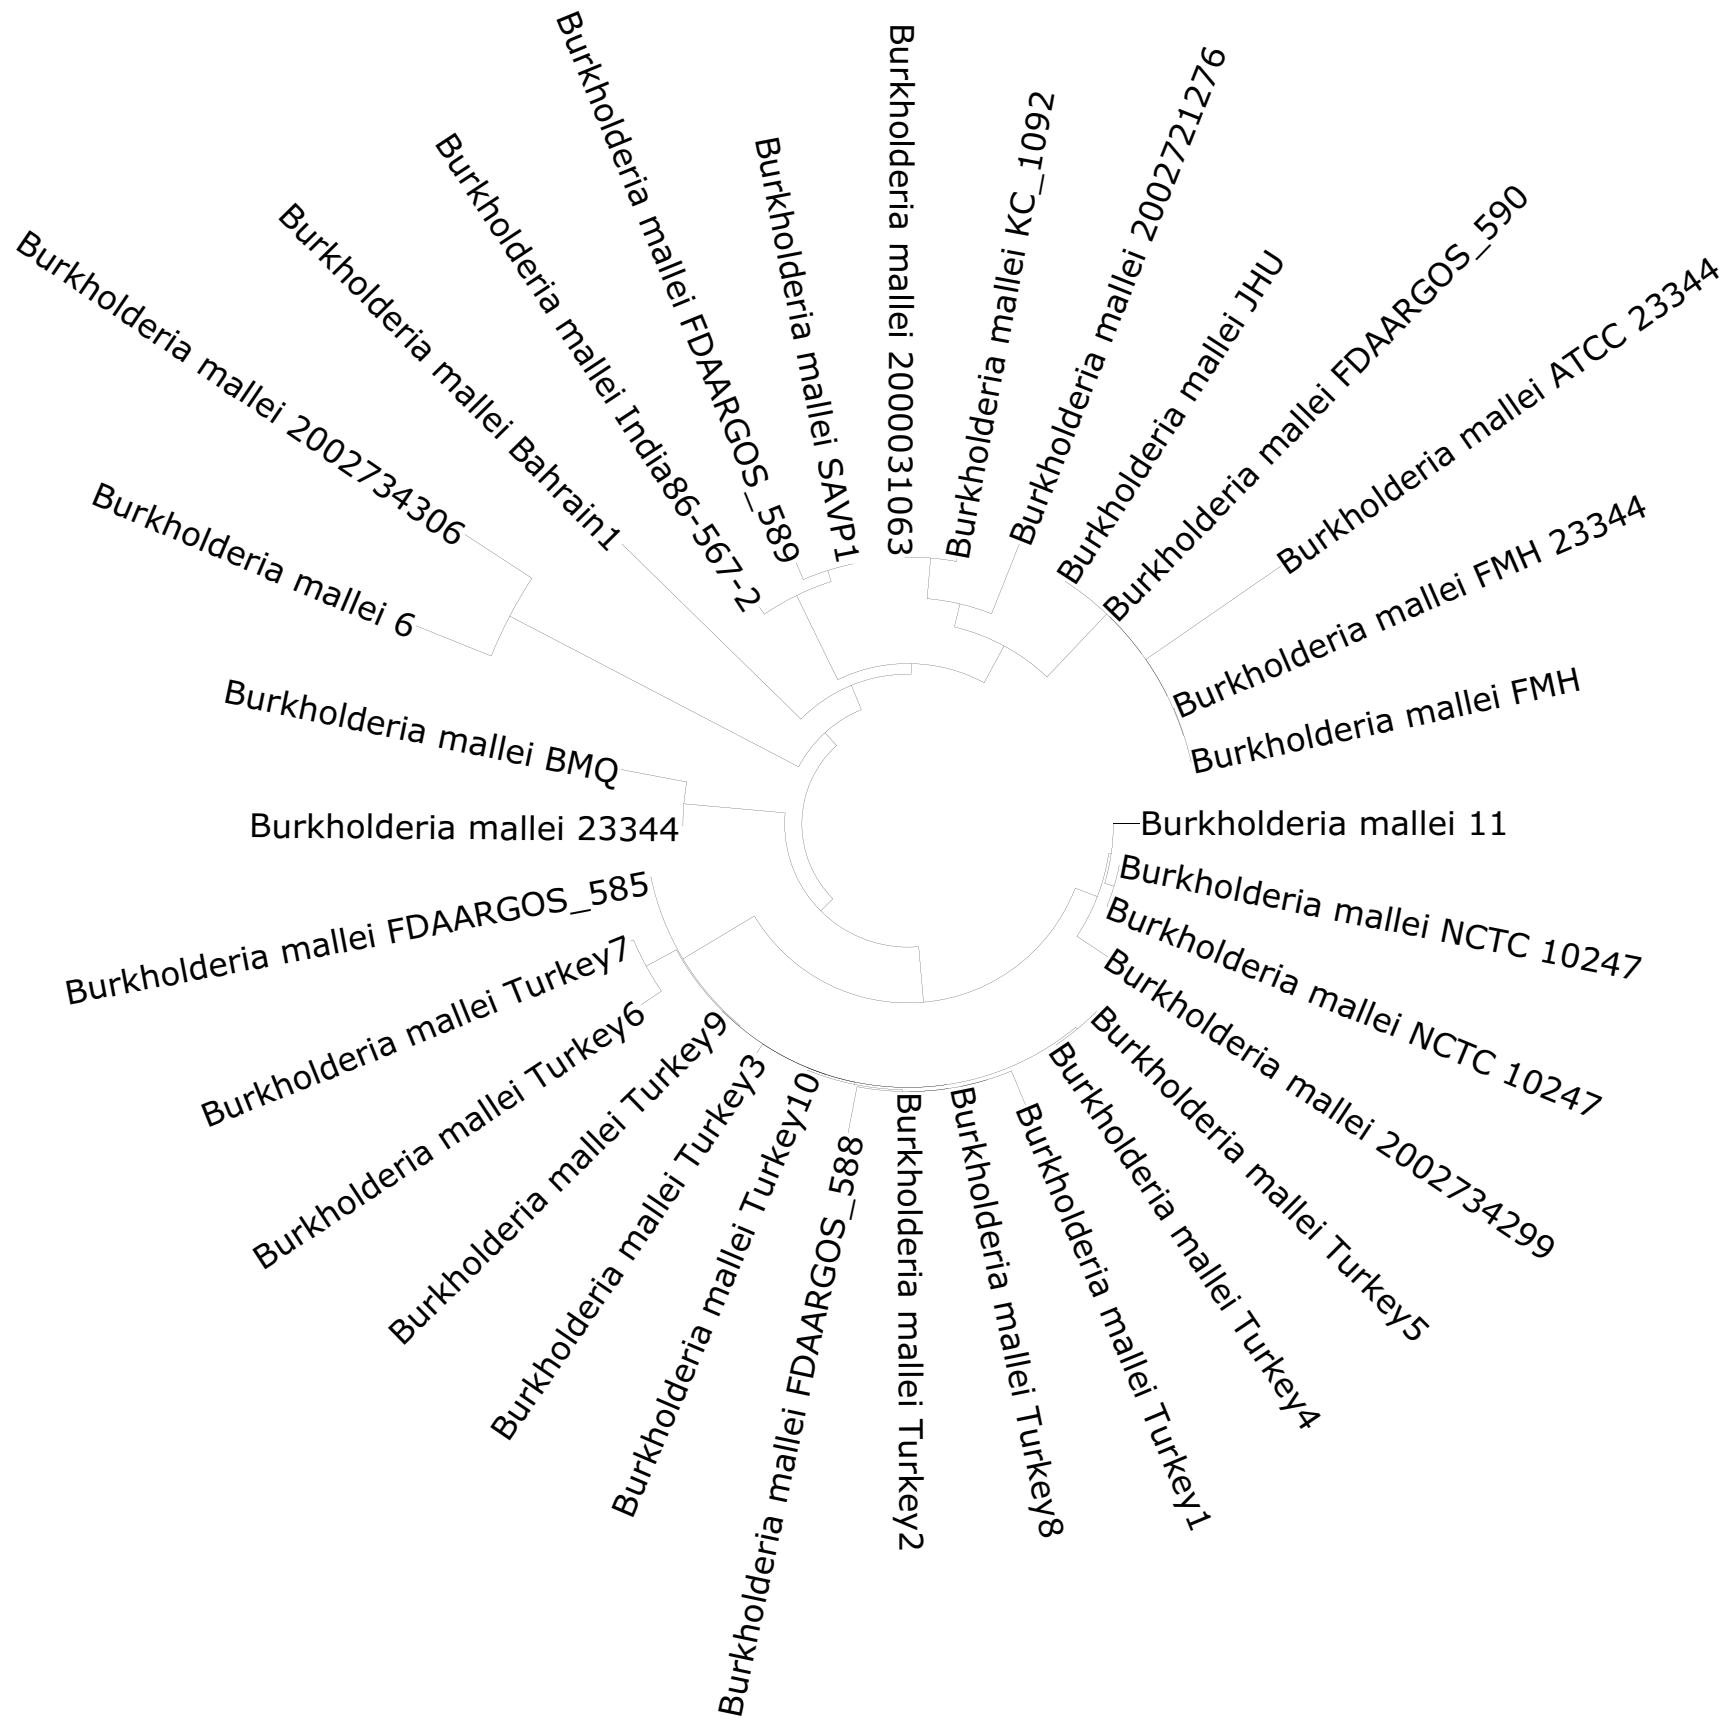 Burkholderia mallei 2000031063
Burkholderia mallei KC_1092
Burkholderia mallei 2002721276
Burkholderia mallei JHU
Burkholderia mallei FDAARGOS_590
Burkholderia mallei ATCC 23344
Burkholderia mallei FMH 23344
Burkholderia mallei FMH
Burkholderia mallei 11
Burkholderia mallei NCTC 10247
Burkholderia mallei NCTC 10247
Burkholderia mallei 2002734299
Burkholderia mallei Turkey5
Burkholderia mallei Turkey4
Burkholderia mallei Turkey1
Burkholderia mallei Turkey8
Burkholderia mallei Turkey2
Burkholderia mallei FDAARGOS_588
Burkholderia mallei Turkey10
Burkholderia mallei Turkey3
Burkholderia mallei Turkey9
Burkholderia mallei Turkey6
Burkholderia mallei Turkey7
Burkholderia mallei FDAARGOS_585
Burkholderia mallei 23344
Burkholderia mallei BMQ
Burkholderia mallei 6
Burkholderia mallei 2002734306
Burkholderia mallei Bahrain1
Burkholderia mallei India86-567-2
Burkholderia mallei FDAARGOS_589
Burkholderia mallei SAVP1